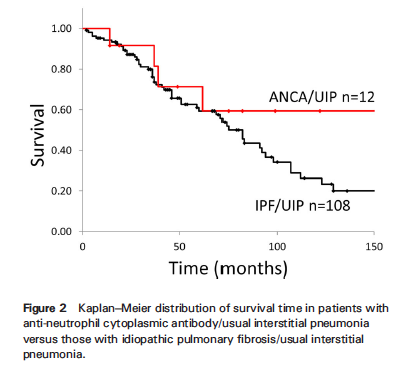 1.00
0.80
0.60
0.40
0.20
0.00
Survival
ANCA/UIP n=12
IPF/UIP n=108
0 50 100 150
Time (months)
Figure 2 Kaplan–Meier distribution of survival time in patients with
anti-neutrophil cytoplasmic antibody/usual interstitial pneumonia
versus those with idiopathic pulmonary fibrosis/usual interstitial
pneumonia.